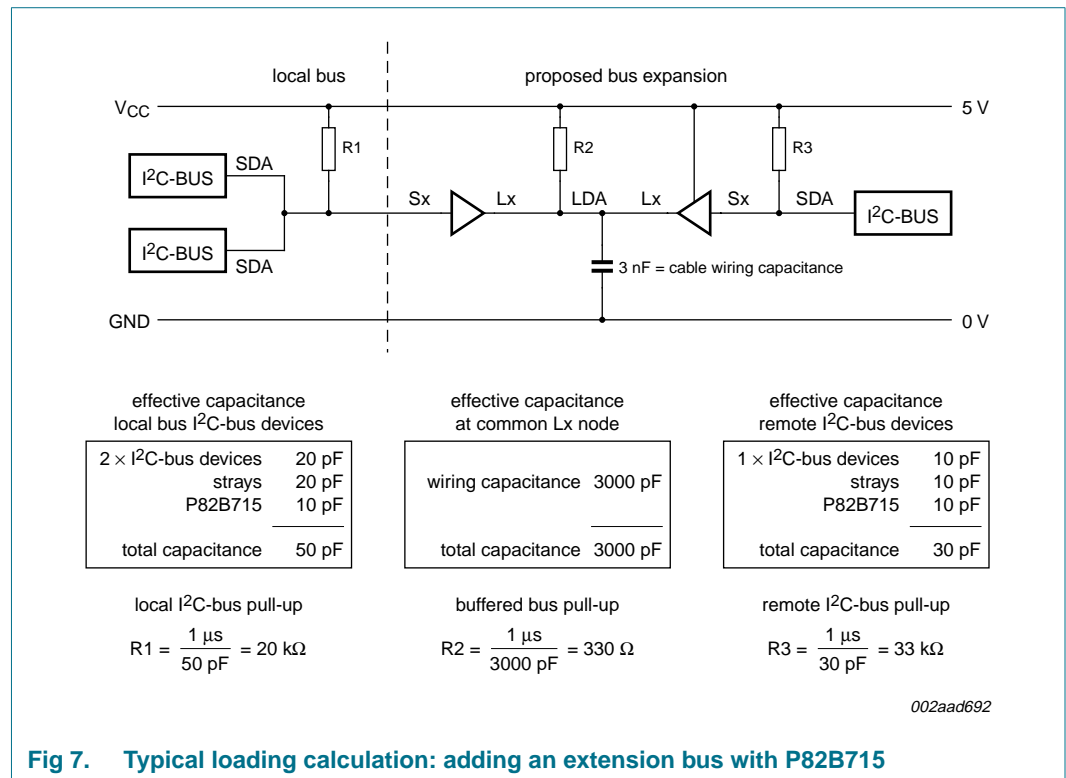 local bus
proposed bus expansion
VCC
5 V
R1
R2
R3
I²C-BUS
SDA
I²C-BUS
SDA
Sx
Lx
LDA
Lx
Sx
SDA
I²C-BUS
3 nF = cable wiring capacitance
GND
0 V
effective capacitance
local bus I²C-bus devices
2 × I²C-bus devices 20 pF
strays 20 pF
P82B715 10 pF
total capacitance 50 pF
local I²C-bus pull-up
R1 = 1 μs / 50 pF = 20 kΩ
effective capacitance
at common Lx node
wiring capacitance 3000 pF
total capacitance 3000 pF
buffered bus pull-up
R2 = 1 μs / 3000 pF = 330 Ω
effective capacitance
remote I²C-bus devices
1 × I²C-bus devices 10 pF
strays 10 pF
P82B715 10 pF
total capacitance 30 pF
remote I²C-bus pull-up
R3 = 1 μs / 30 pF = 33 kΩ
002aad692
Fig 7. Typical loading calculation: adding an extension bus with P82B715